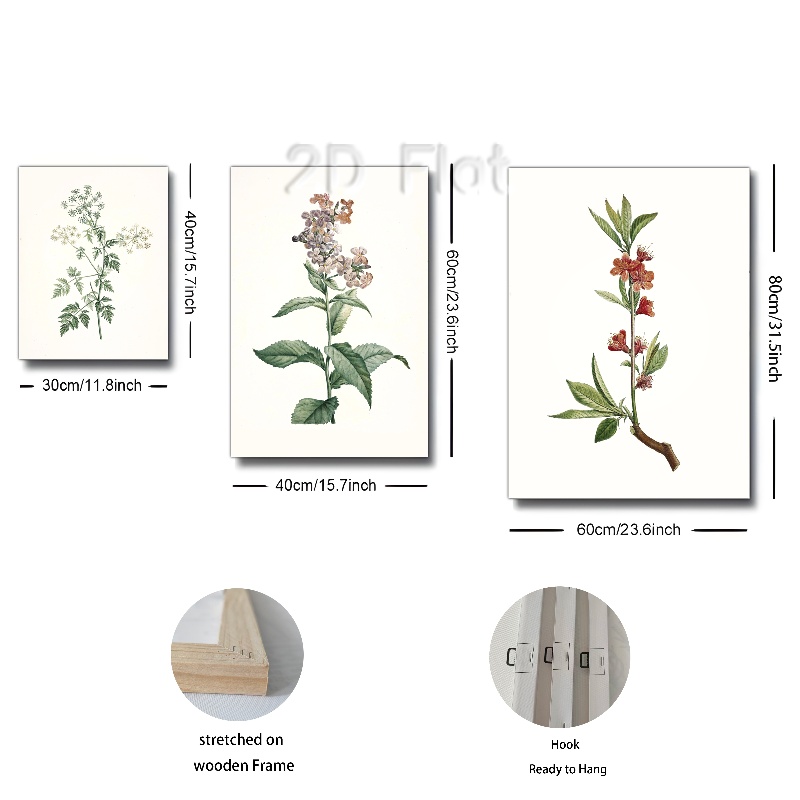 2D Flat
40cm/15.7inch
30cm/11.8inch
60cm/23.6inch
40cm/15.7inch
80cm/31.5inch
60cm/23.6inch
stretched on
wooden Frame
Hook
Ready to Hang